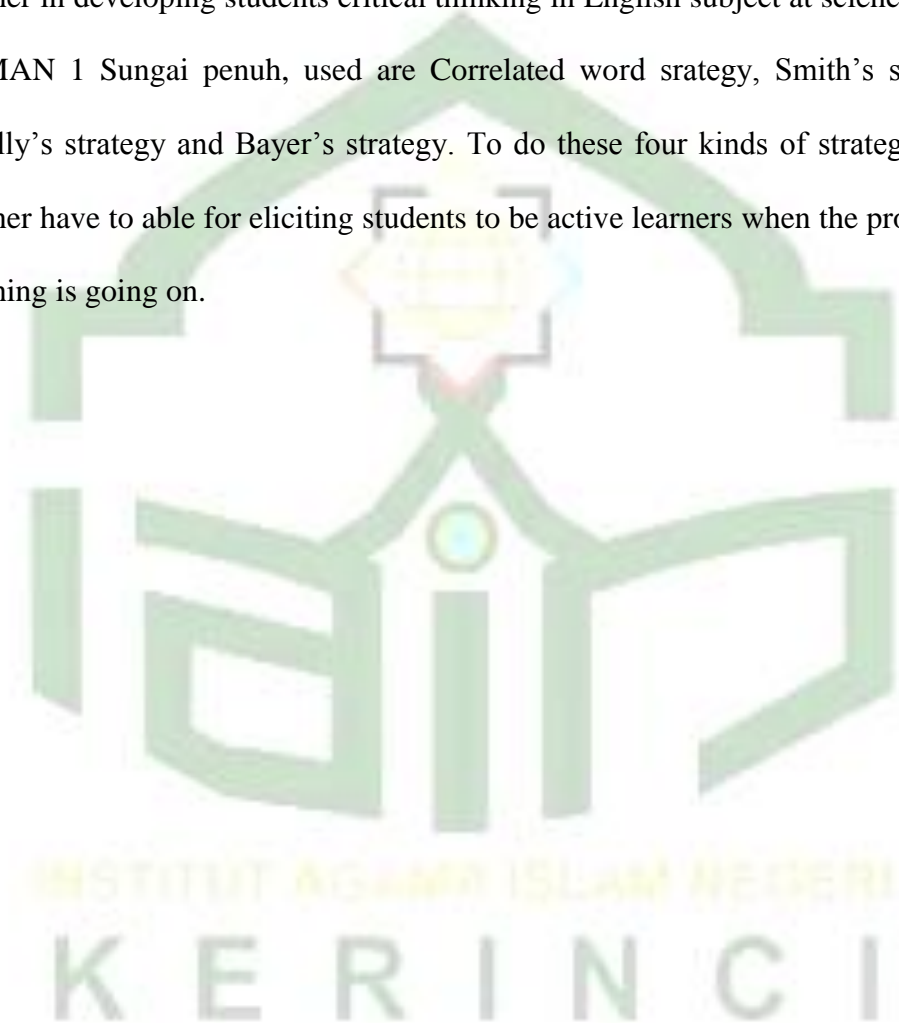 her in developing students critical thinking in English subject at science
MAN 1 Sungai penuh, used are Correlated word srategy, Smith's s
lly's strategy and Bayer's strategy. To do these four kinds of strateg
her have to able for eliciting students to be active learners when the pro
ning is going on.
iain
INSTITUT AGAMA ISLAM NEGERI
KERINCI